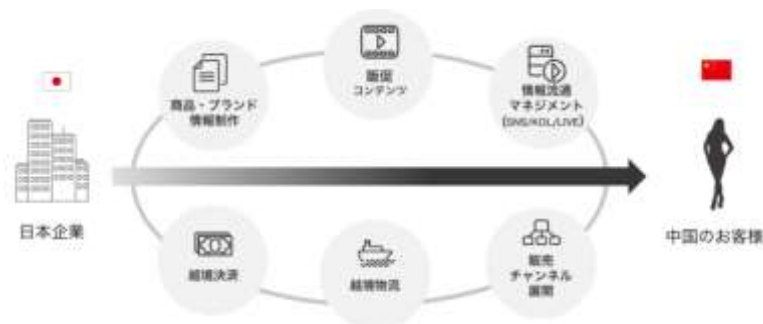 販促
コンテンツ
商品・ブランド
情報制作
情報流通
マネジメント
(SNS/KOL/LIVE)
日本企業
中国のお客様
越境決済
越境物流
販売
チャンネル
展開